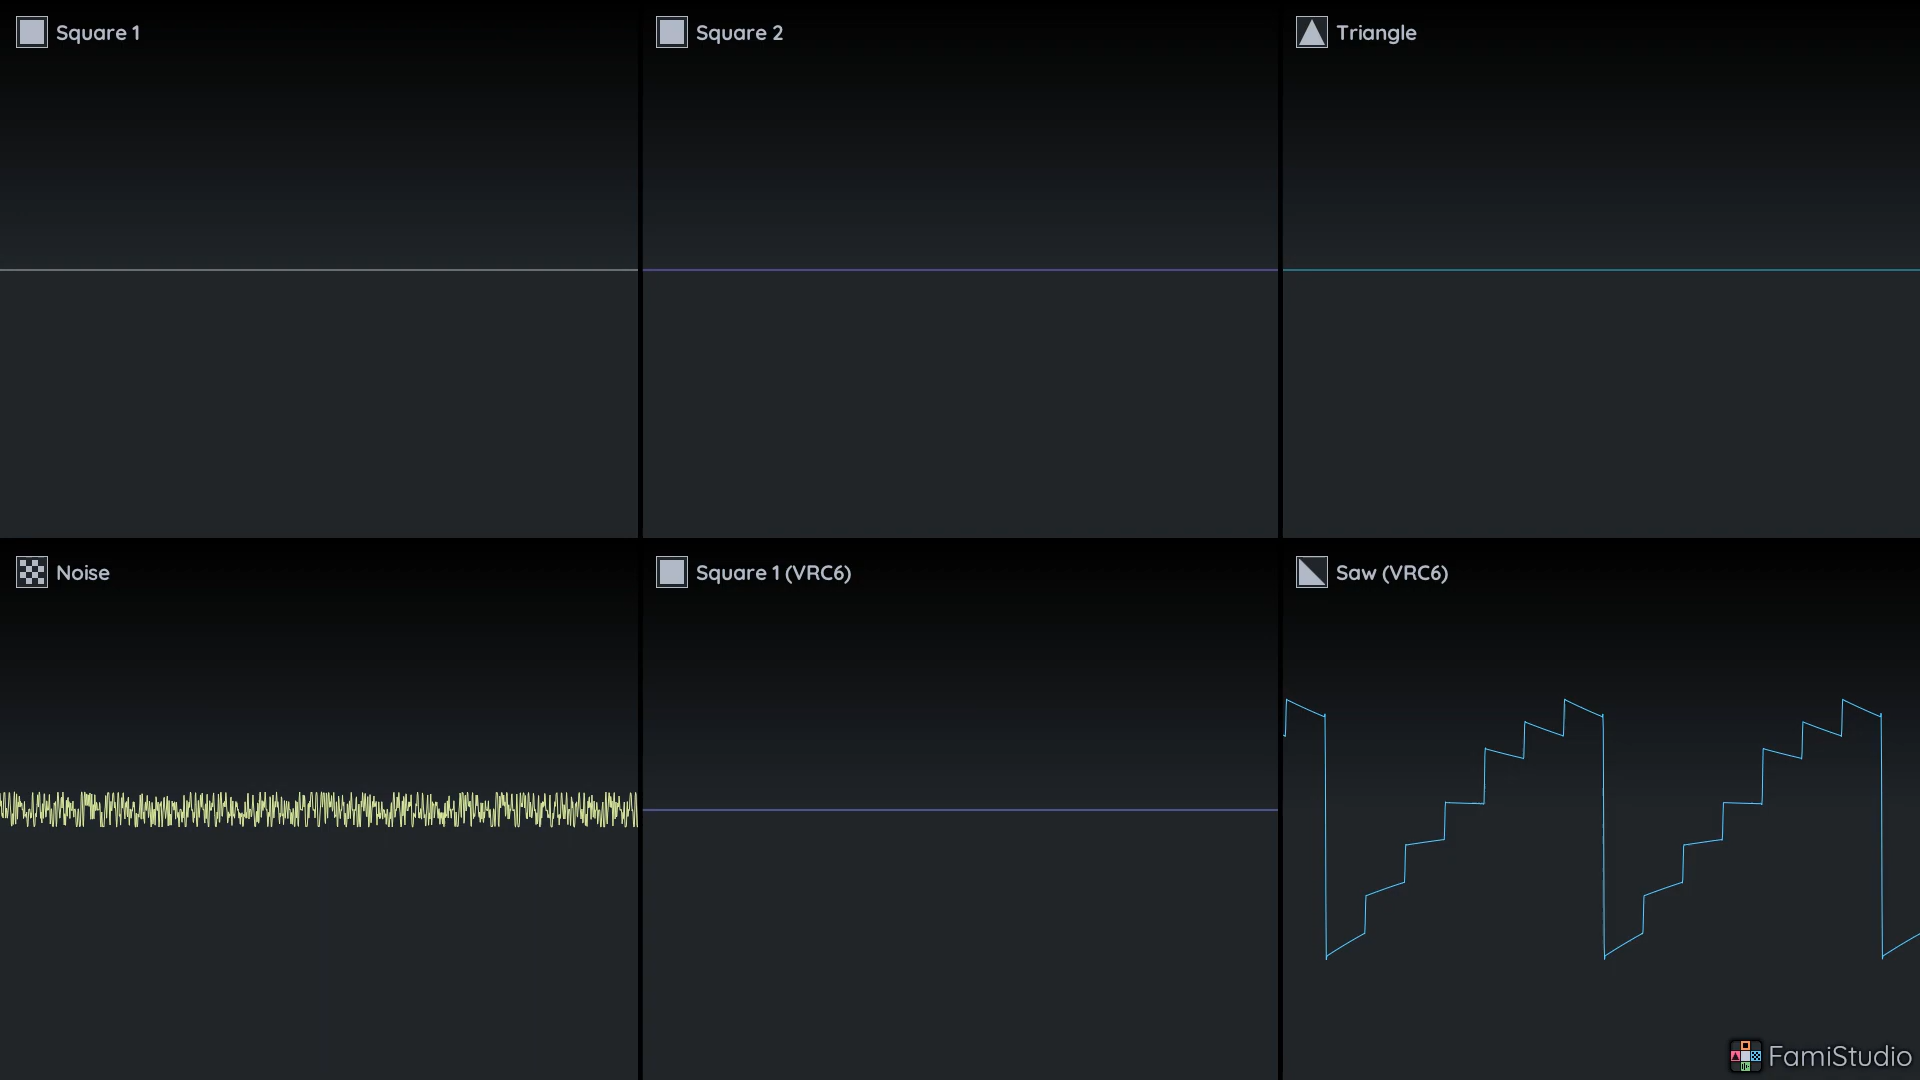 Square 1
Square 2
Triangle
Noise
Square 1 (VRC6)
Saw (VRC6)
FamiStudio